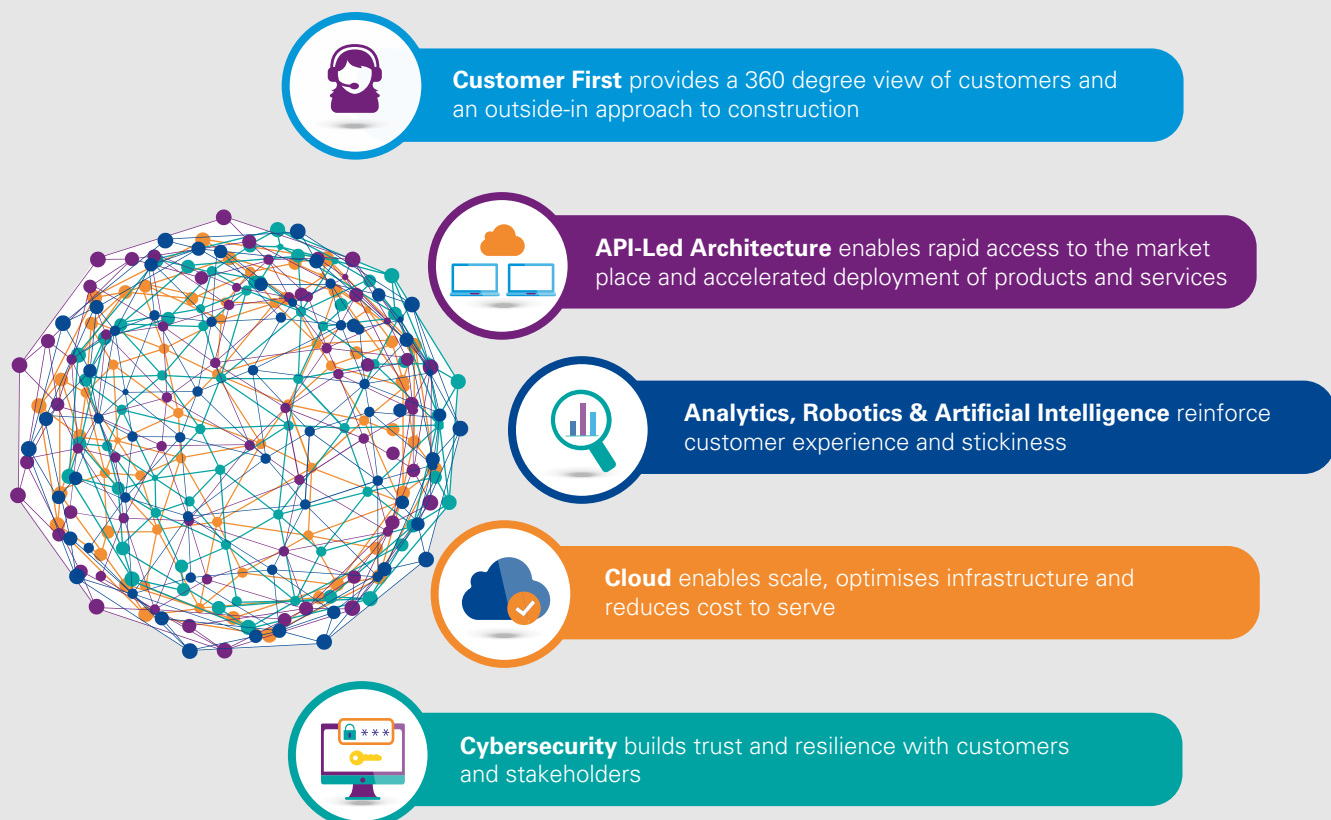 Customer First provides a 360 degree view of customers and
an outside-in approach to construction
API-Led Architecture enables rapid access to the market
place and accelerated deployment of products and services
Analytics, Robotics & Artificial Intelligence reinforce
customer experience and stickiness
Cloud enables scale, optimises infrastructure and
reduces cost to serve
***
Cybersecurity builds trust and resilience with customers
and stakeholders